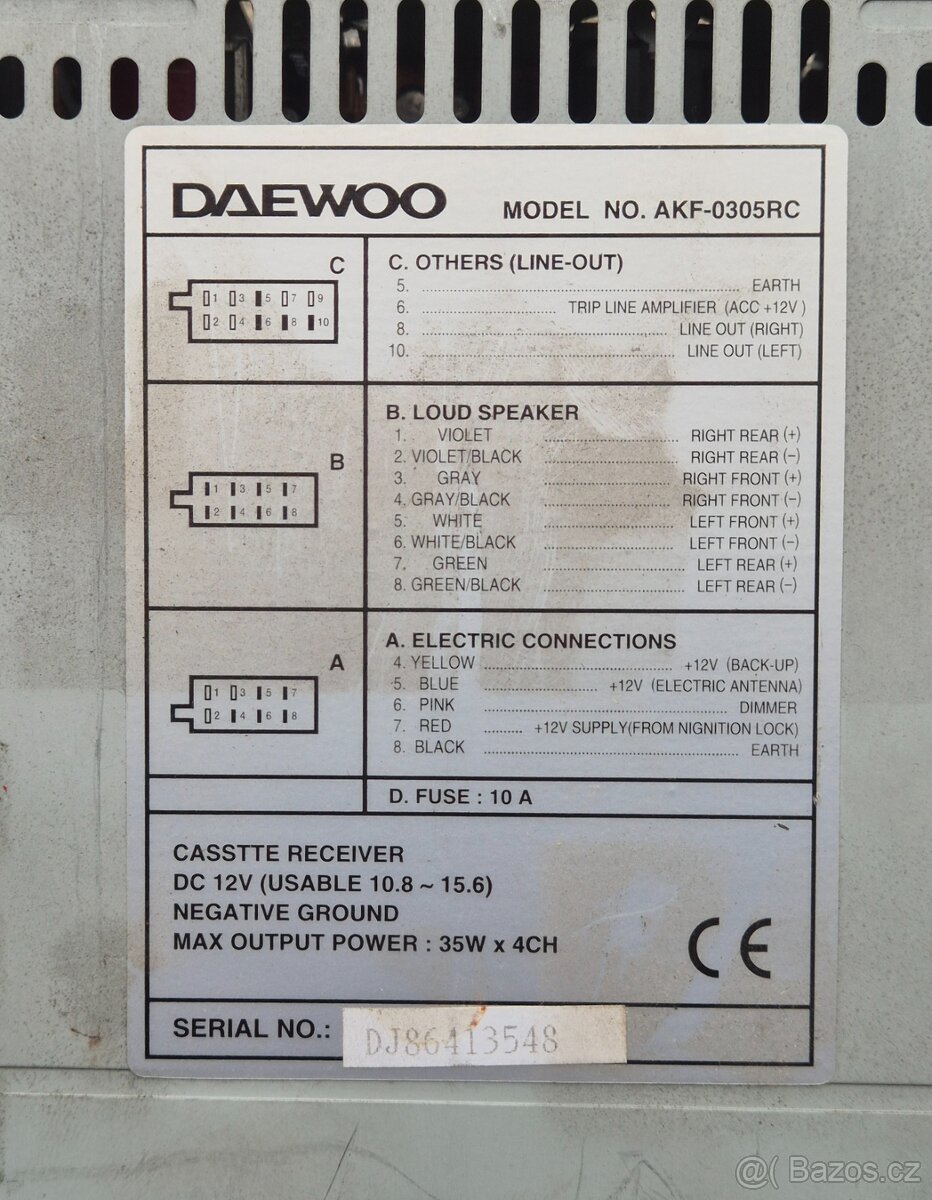 DAEWOO MODEL NO. AKF-0305RC
C
1 3 5 7 9
2 4 6 8 10
C. OTHERS (LINE-OUT)
5. EARTH
6. TRIP LINE AMPLIFIER (ACC +12V)
8. LINE OUT (RIGHT)
10. LINE OUT (LEFT)
B
1 3 5 7
2 4 6 8
B. LOUD SPEAKER
1. VIOLET RIGHT REAR (+)
2. VIOLET/BLACK RIGHT REAR (-)
3. GRAY RIGHT FRONT (+)
4. GRAY/BLACK RIGHT FRONT (-)
5. WHITE LEFT FRONT (+)
6. WHITE/BLACK LEFT FRONT (-)
7. GREEN LEFT REAR (+)
8. GREEN/BLACK LEFT REAR (-)
A
1 3 5 7
2 4 6 8
A. ELECTRIC CONNECTIONS
4. YELLOW +12V (BACK-UP)
5. BLUE +12V (ELECTRIC ANTENNA)
6. PINK DIMMER
7. RED +12V SUPPLY(FROM NIGNITION LOCK)
8. BLACK EARTH
D. FUSE : 10 A
CASSTTE RECEIVER
DC 12V (USABLE 10.8 ~ 15.6)
NEGATIVE GROUND
MAX OUTPUT POWER : 35W x 4CH
CE
SERIAL NO.: DJ86413548
@( Bazos.cz